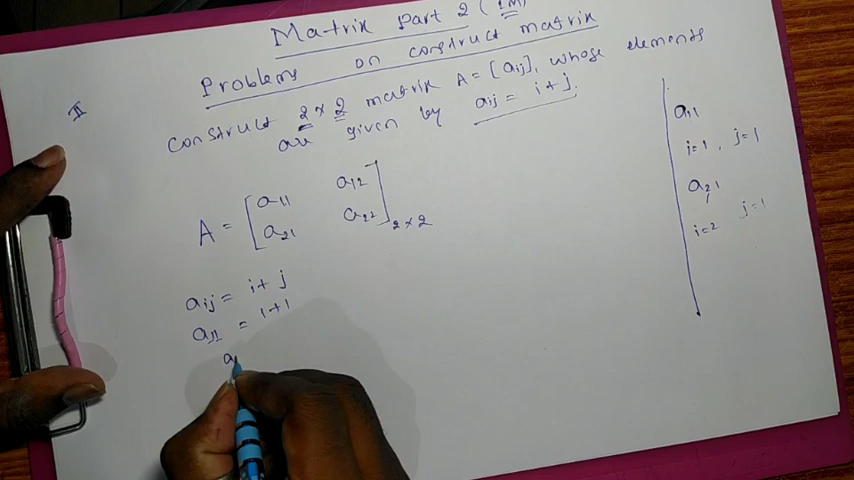 Matrix Part 2 (1M)
Problems on construct matrix
II
Construct 2×2 matrix A = [aij], whose elements
are given by aij = i + j.
A = [a11 a12
a21 a22]2×2
aij = i + j
a11 = 1+1
a
a11
i=1, j=1
a21
i=2 j=1